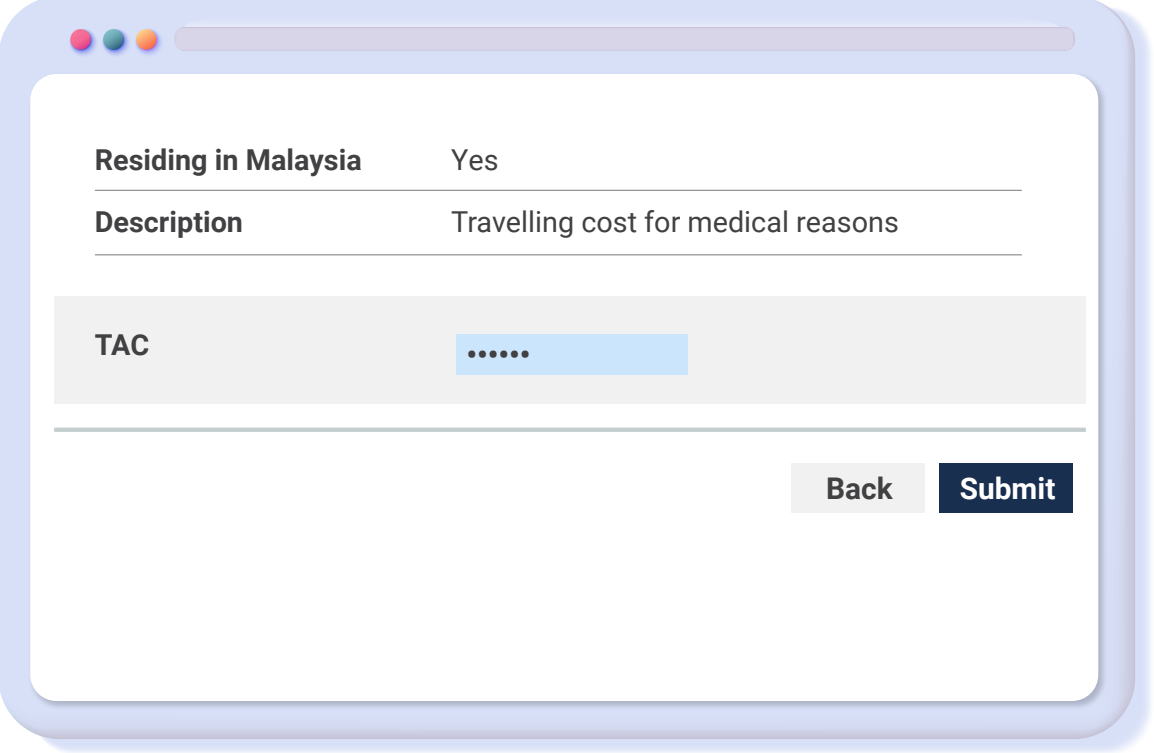 Residing in Malaysia Yes
Description Travelling cost for medical reasons
TAC ••••••
Back Submit